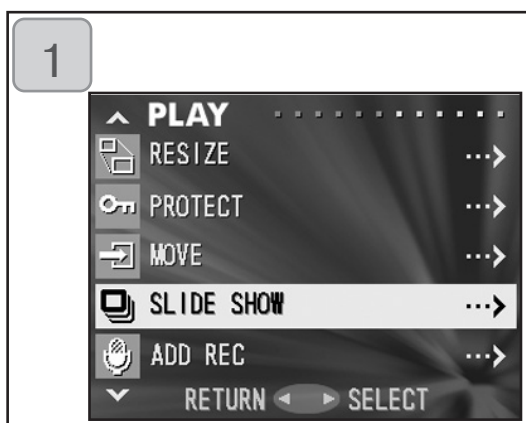 1
PLAY
RESIZE
PROTECT
MOVE
SLIDE SHOW
ADD REC
RETURN SELECT